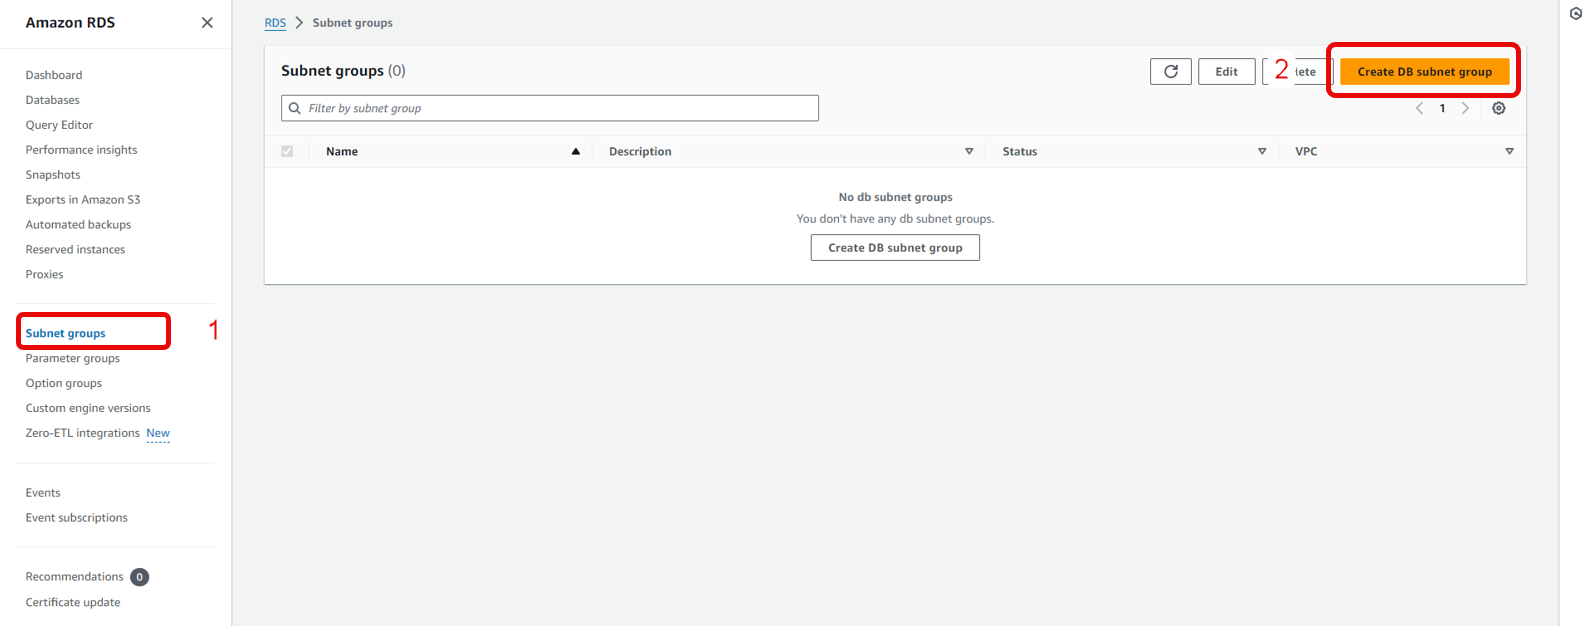 Amazon RDS
Dashboard
Databases
Query Editor
Performance insights
Snapshots
Exports in Amazon S3
Automated backups
Reserved instances
Proxies
Subnet groups
1
Parameter groups
Option groups
Custom engine versions
Zero-ETL integrations New
Events
Event subscriptions
Recommendations 0
Certificate update
RDS > Subnet groups
Subnet groups (0)
Edit
2
Create DB subnet group
Filter by subnet group
1
Name Description Status VPC
No db subnet groups
You don't have any db subnet groups.
Create DB subnet group